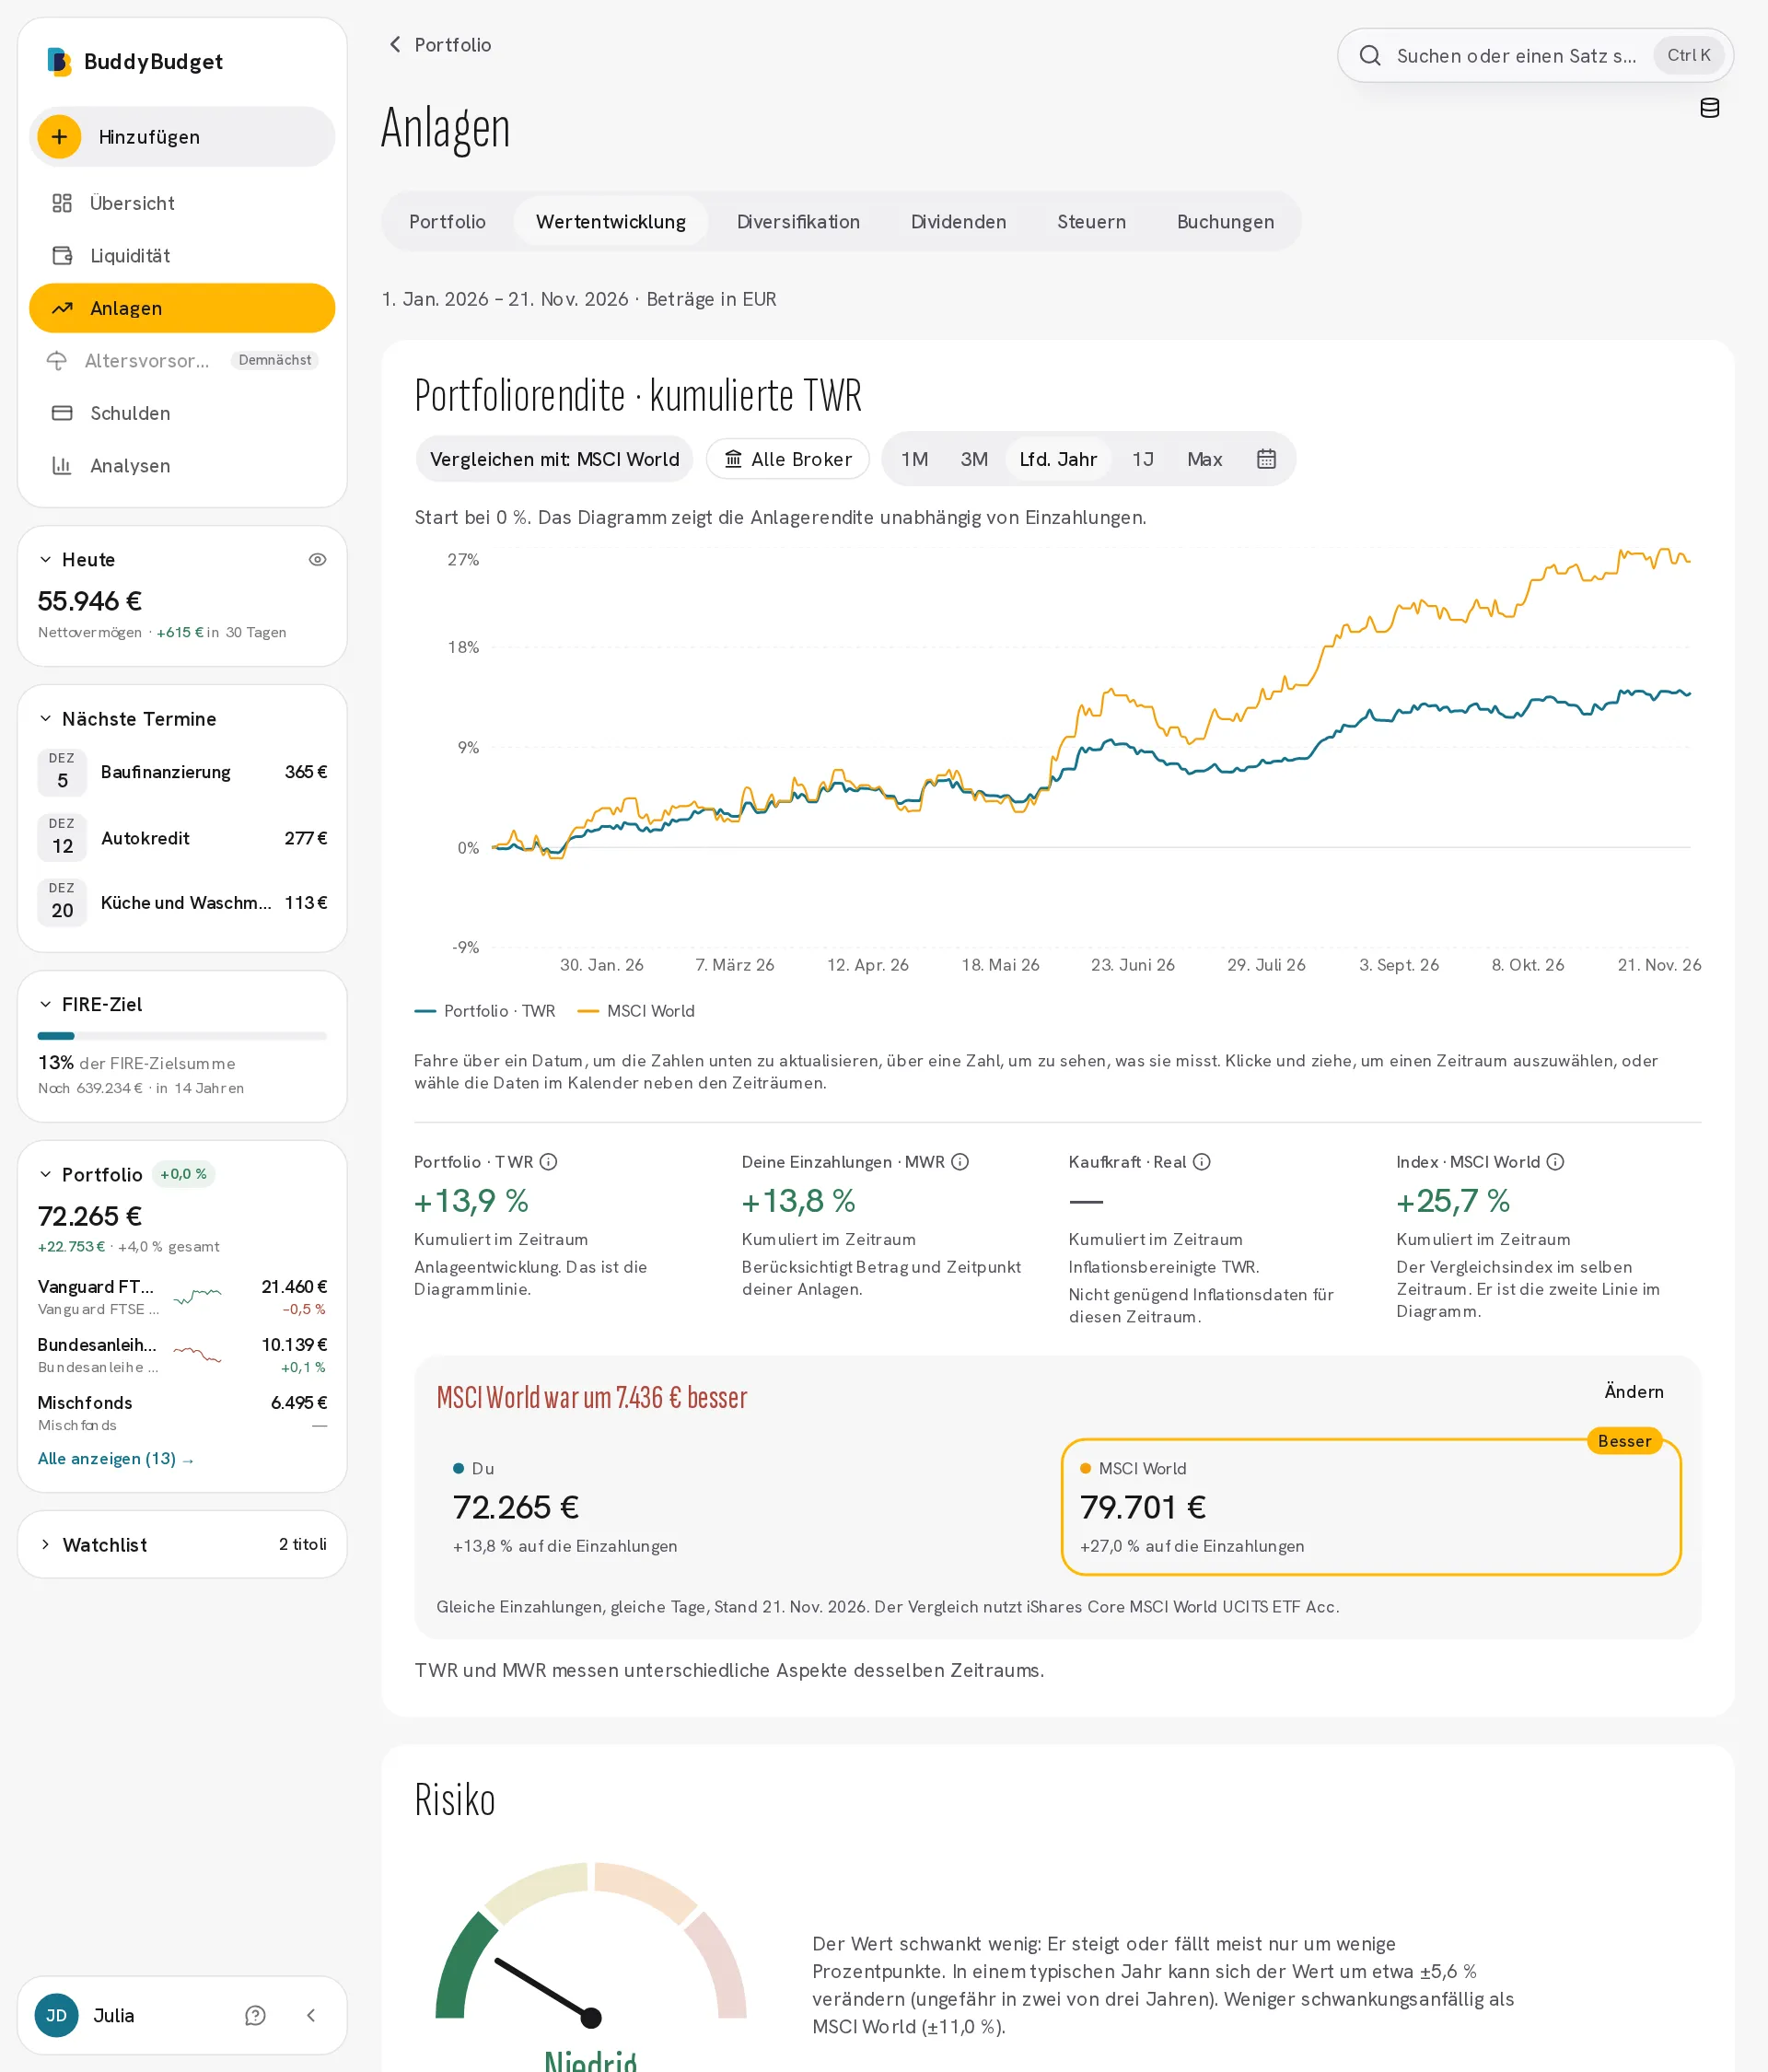 BuddyBudget
Hinzufügen
Übersicht
Liquidität
Anlagen
Altersvorsor... Demnächst
Schulden
Analysen
Heute
55.946 €
Nettovermögen · +615 € in 30 Tagen
Nächste Termine
DEZ
5 Baufinanzierung 365 €
DEZ
12 Autokredit 277 €
DEZ
20 Küche und Waschm... 113 €
FIRE-Ziel
13% der FIRE-Zielsumme
Noch 639.234 € · in 14 Jahren
Portfolio +0,0 %
72.265 €
+22.753 € · +4,0 % gesamt
Vanguard FT... 21.460 €
Vanguard FTSE ... −0,5 %
Bundesanleih... 10.139 €
Bundesanleihe ... +0,1 %
Mischfonds 6.495 €
Mischfonds —
Alle anzeigen (13) →
Watchlist 2 titoli
JD Julia
Portfolio
Suchen oder einen Satz s... Ctrl K
Anlagen
Portfolio Wertentwicklung Diversifikation Dividenden Steuern Buchungen
1. Jan. 2026 – 21. Nov. 2026 · Beträge in EUR
Portfoliorendite · kumulierte TWR
Vergleichen mit: MSCI World Alle Broker 1M 3M Lfd. Jahr 1J Max
Start bei 0 %. Das Diagramm zeigt die Anlagerendite unabhängig von Einzahlungen.
27%
18%
9%
0%
-9%
30. Jan. 26 7. März 26 12. Apr. 26 18. Mai 26 23. Juni 26 29. Juli 26 3. Sept. 26 8. Okt. 26 21. Nov. 26
Portfolio · TWR MSCI World
Fahre über ein Datum, um die Zahlen unten zu aktualisieren, über eine Zahl, um zu sehen, was sie misst. Klicke und ziehe, um einen Zeitraum auszuwählen, oder
wähle die Daten im Kalender neben den Zeiträumen.
Portfolio · TWR
+13,9 %
Kumuliert im Zeitraum
Anlageentwicklung. Das ist die
Diagrammlinie.
Deine Einzahlungen · MWR
+13,8 %
Kumuliert im Zeitraum
Berücksichtigt Betrag und Zeitpunkt
deiner Anlagen.
Kaufkraft · Real
—
Kumuliert im Zeitraum
Inflationsbereinigte TWR.
Nicht genügend Inflationsdaten für
diesen Zeitraum.
Index · MSCI World
+25,7 %
Kumuliert im Zeitraum
Der Vergleichsindex im selben
Zeitraum. Er ist die zweite Linie im
Diagramm.
MSCI World war um 7.436 € besser
Ändern
Du
72.265 €
+13,8 % auf die Einzahlungen
Besser
MSCI World
79.701 €
+27,0 % auf die Einzahlungen
Gleiche Einzahlungen, gleiche Tage, Stand 21. Nov. 2026. Der Vergleich nutzt iShares Core MSCI World UCITS ETF Acc.
TWR und MWR messen unterschiedliche Aspekte desselben Zeitraums.
Risiko
Niedrig
Der Wert schwankt wenig: Er steigt oder fällt meist nur um wenige
Prozentpunkte. In einem typischen Jahr kann sich der Wert um etwa ±5,6 %
verändern (ungefähr in zwei von drei Jahren). Weniger schwankungsanfällig als
MSCI World (±11,0 %).